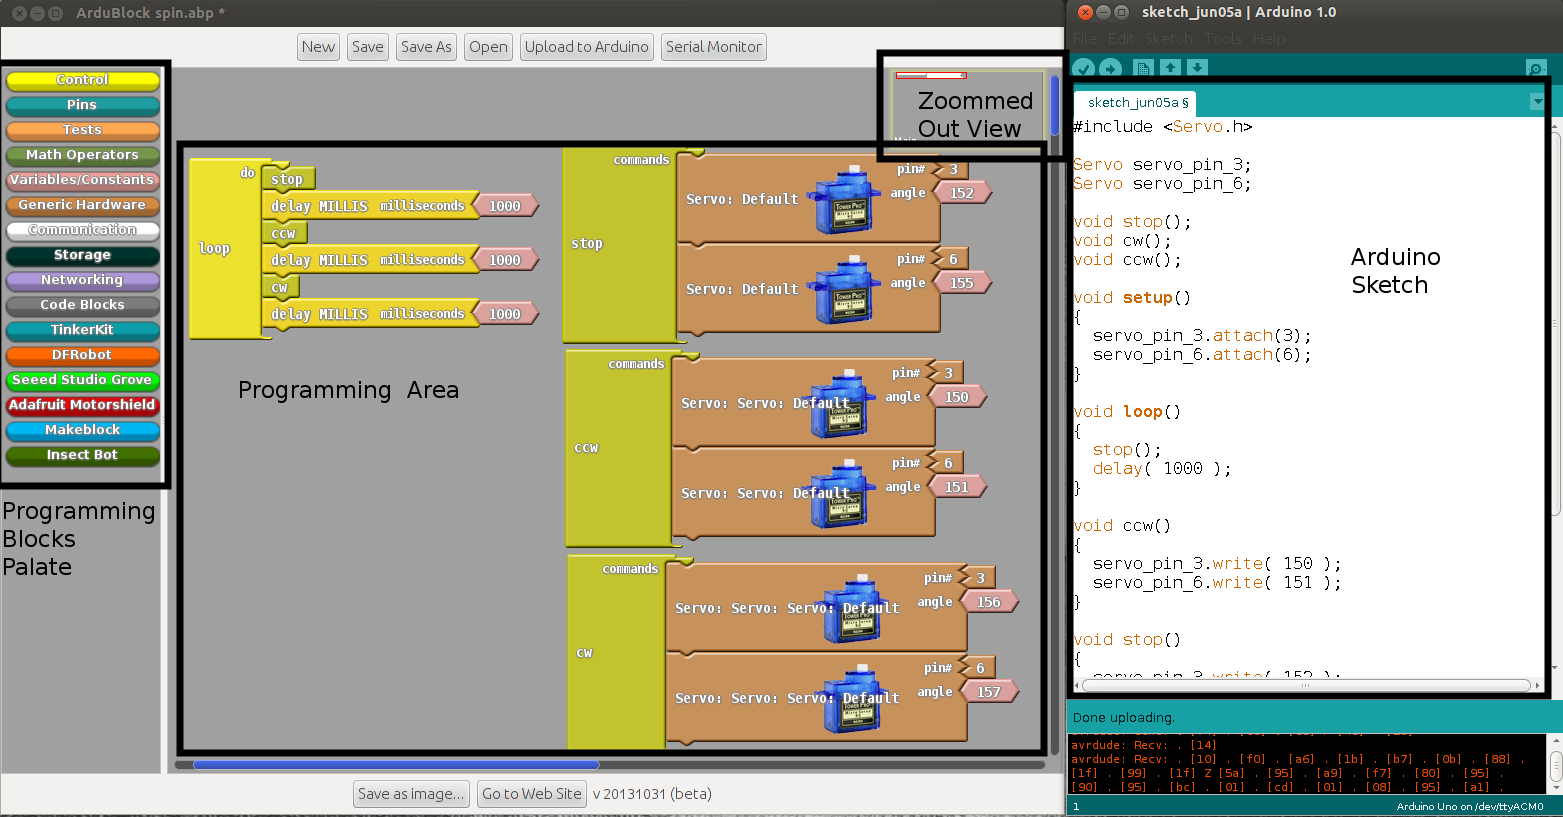 ArduBlock spin.abp *
New
Save
Save As
Open
Upload to Arduino
Serial Monitor
Control
Pins
Tests
Math Operators
Variables/Constants
Generic Hardware
Communication
Storage
Networking
Code Blocks
TinkerKit
DFRobot
Seeed Studio Grove
Adafruit Motorshield
Makeblock
Insect Bot
Programming
Blocks
Palate
Zoommed
Out View
Main
loop
do
stop
delay MILLIS milliseconds 1000
ccw
delay MILLIS milliseconds 1000
cw
delay MILLIS milliseconds 1000
Programming Area
stop
commands
Servo: Default
pin# 3
angle 152
Servo: Default
pin# 6
angle 155
ccw
commands
Servo: Servo: Default
pin# 3
angle 150
Servo: Servo: Default
pin# 6
angle 151
cw
commands
Servo: Servo: Servo: Default
pin# 3
angle 156
Servo: Servo: Servo: Default
pin# 6
angle 157
Save as image...
Go to Web Site
v 20131031 (beta)
sketch_jun05a | Arduino 1.0
File Edit Sketch Tools Help
sketch_jun05a §
#include <Servo.h>
Servo servo_pin_3;
Servo servo_pin_6;
void stop();
void cw();
void ccw();
void setup()
{
servo_pin_3.attach(3);
servo_pin_6.attach(6);
}
void loop()
{
stop();
delay( 1000 );
}
void ccw()
{
servo_pin_3.write( 150 );
servo_pin_6.write( 151 );
}
void stop()
{
servo_pin_3.write( 152 );
Arduino
Sketch
Done uploading.
avrdude: Recv: . [14]
avrdude: Recv: . [10] . [f0] . [a6] . [1b] . [b7] . [0b] . [88] .
[1f] . [99] . [1f] Z [5a] . [95] . [a9] . [f7] . [80] . [95] .
[90] . [95] . [bc] . [01] . [cd] . [01] . [08] . [95] . [a1] .
1
Arduino Uno on /dev/ttyACM0